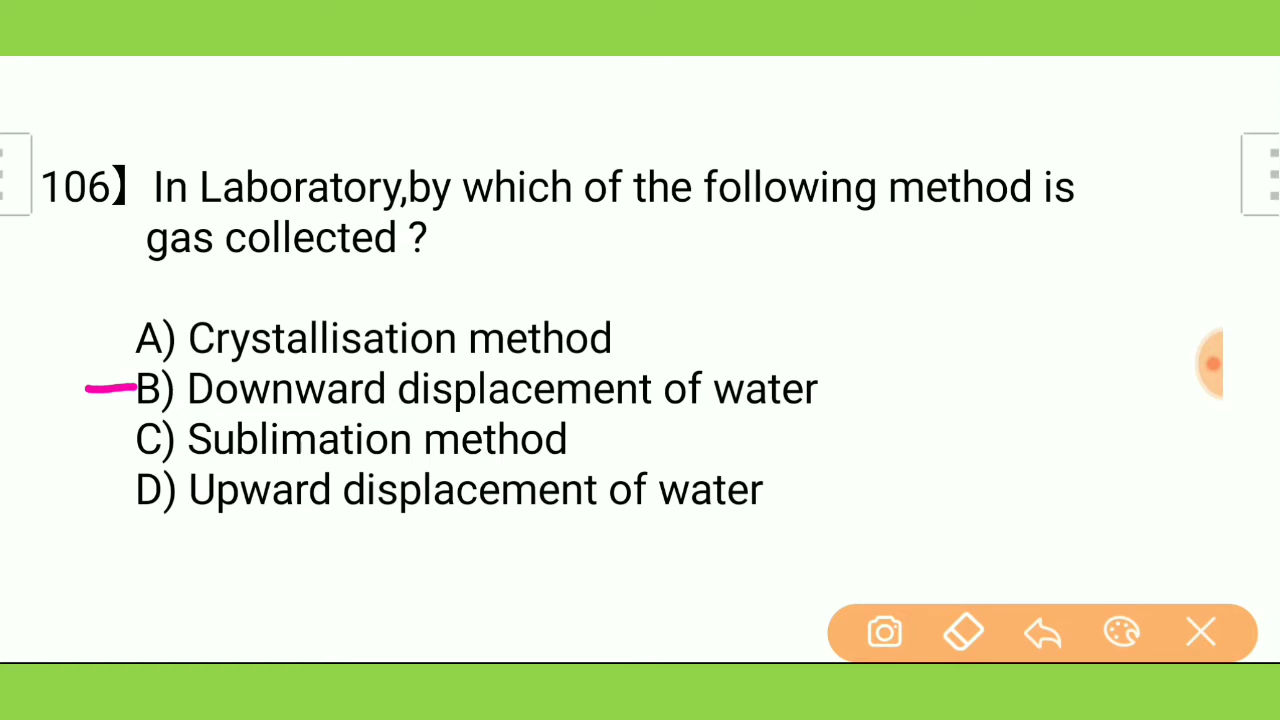 106】 In Laboratory,by which of the following method is
gas collected ?
A) Crystallisation method
B) Downward displacement of water
C) Sublimation method
D) Upward displacement of water